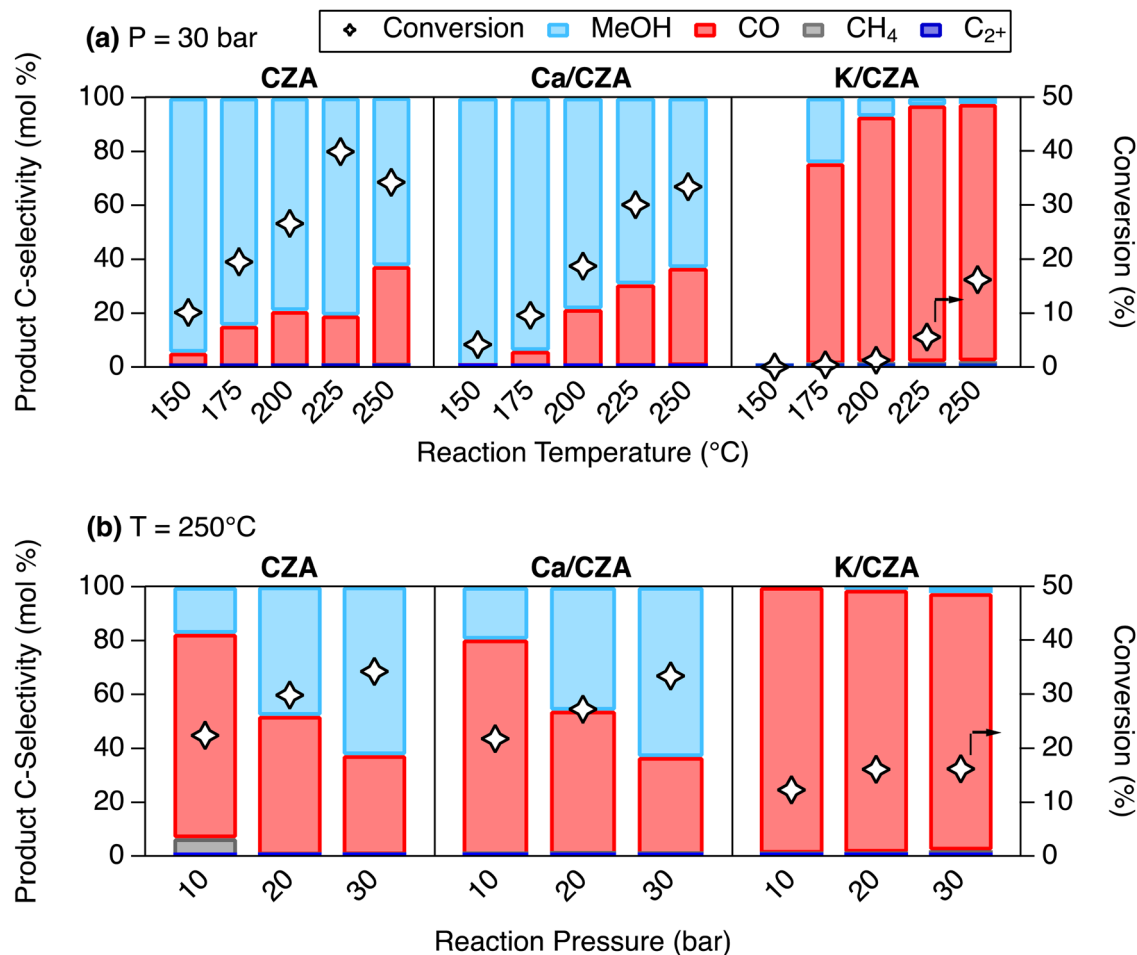 (a) P = 30 bar
Conversion MeOH CO CH₄ C₂₊
CZA Ca/CZA K/CZA
Product C-selectivity (mol %)
100
80
60
40
20
0
50
40
30
20
10
0
Conversion (%)
150 175 200 225 250 150 175 200 225 250 150 175 200 225 250
Reaction Temperature (°C)
(b) T = 250°C
CZA Ca/CZA K/CZA
Product C-Selectivity (mol %)
100
80
60
40
20
0
50
40
30
20
10
0
Conversion (%)
10 20 30 10 20 30 10 20 30
Reaction Pressure (bar)